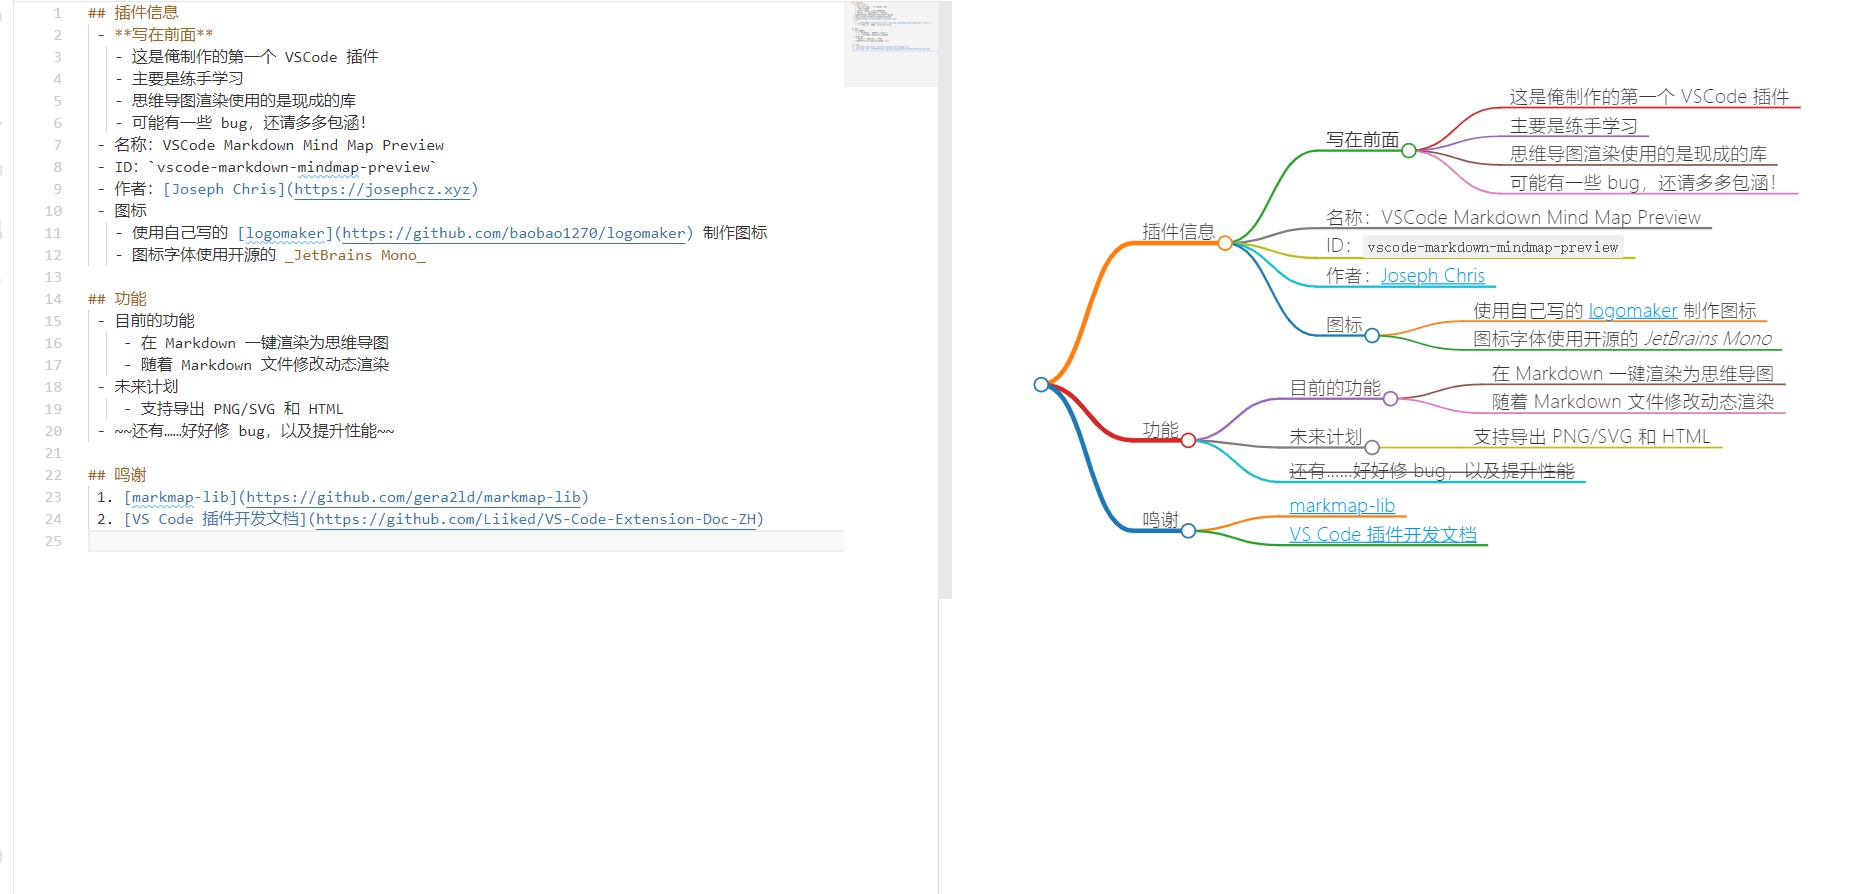 1 ## 插件信息
2 - **写在前面**
3 - 这是俺制作的第一个 VSCode 插件
4 - 主要是练手学习
5 - 思维导图渲染使用的是现成的库
6 - 可能有一些 bug，还请多多包涵！
7 - 名称：VSCode Markdown Mind Map Preview
8 - ID：`vscode-markdown-mindmap-preview`
9 - 作者：[Joseph Chris](https://josephcz.xyz)
10 - 图标
11 - 使用自己写的 [logomaker](https://github.com/baobao1270/logomaker) 制作图标
12 - 图标字体使用开源的 _JetBrains Mono_
13
14 ## 功能
15 - 目前的功能
16 - 在 Markdown 一键渲染为思维导图
17 - 随着 Markdown 文件修改动态渲染
18 - 未来计划
19 - 支持导出 PNG/SVG 和 HTML
20 - ~~还有……好好修 bug，以及提升性能~~
21
22 ## 鸣谢
23 1. [markmap-lib](https://github.com/gera2ld/markmap-lib)
24 2. [VS Code 插件开发文档](https://github.com/Liiked/VS-Code-Extension-Doc-ZH)
25
插件信息
写在前面
这是俺制作的第一个 VSCode 插件
主要是练手学习
思维导图渲染使用的是现成的库
可能有一些 bug，还请多多包涵！
名称：VSCode Markdown Mind Map Preview
ID：vscode-markdown-mindmap-preview
作者：Joseph Chris
图标
使用自己写的 logomaker 制作图标
图标字体使用开源的 JetBrains Mono
功能
目前的功能
在 Markdown 一键渲染为思维导图
随着 Markdown 文件修改动态渲染
未来计划
支持导出 PNG/SVG 和 HTML
还有……好好修 bug，以及提升性能
鸣谢
markmap-lib
VS Code 插件开发文档